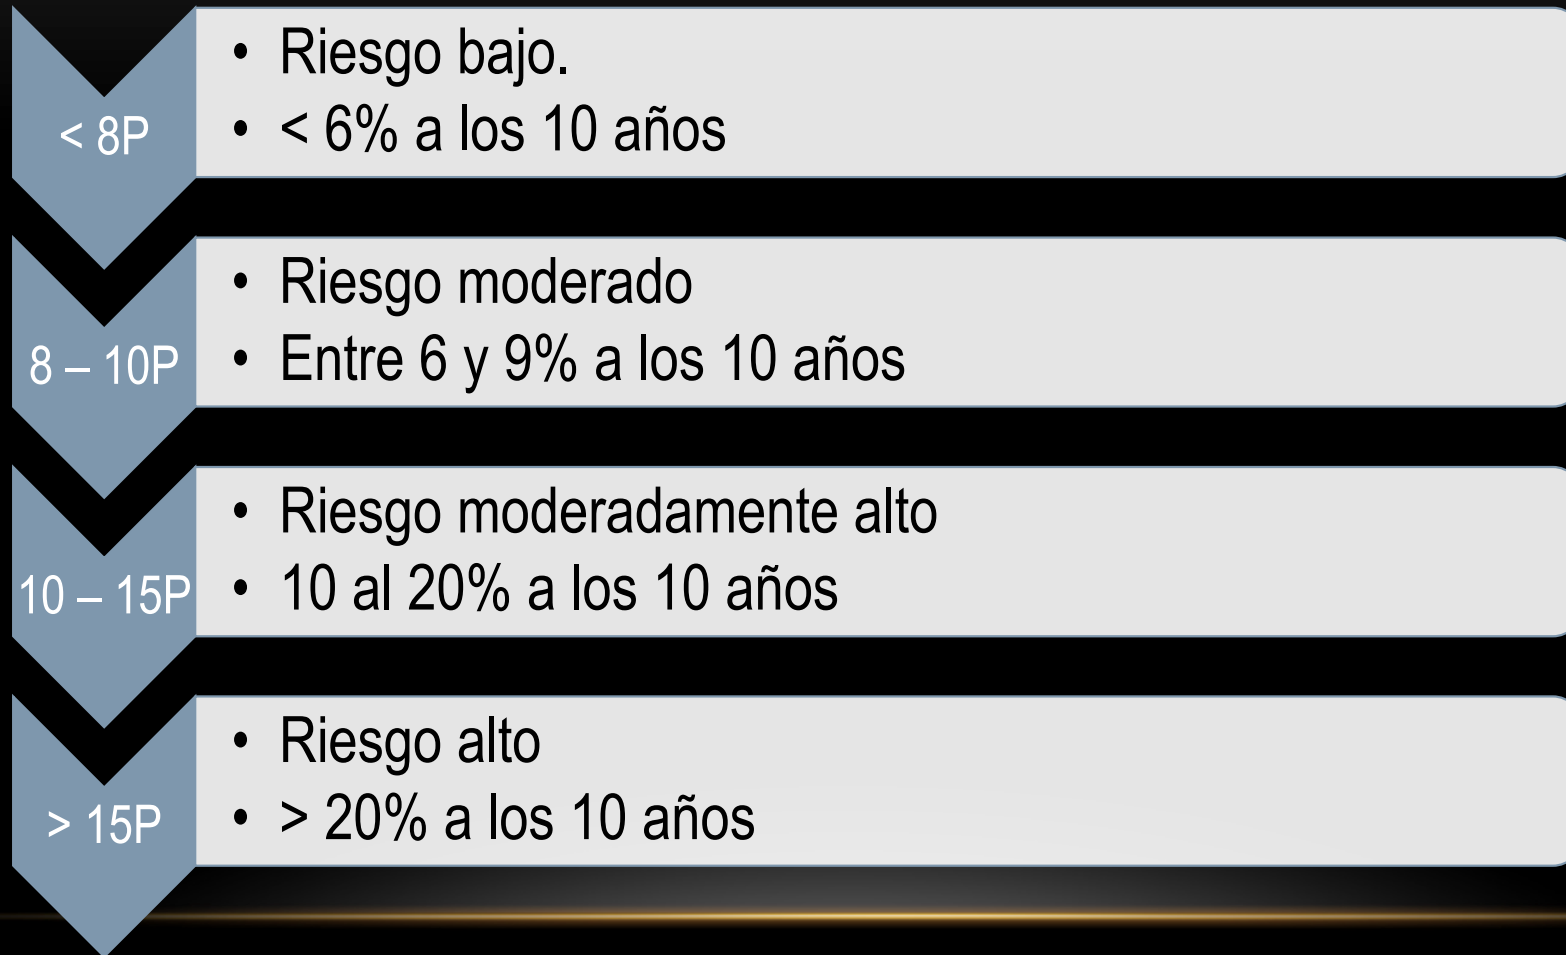 < 8P
• Riesgo bajo.
• < 6% a los 10 años
8 – 10P
• Riesgo moderado
• Entre 6 y 9% a los 10 años
10 – 15P
• Riesgo moderadamente alto
• 10 al 20% a los 10 años
> 15P
• Riesgo alto
• > 20% a los 10 años